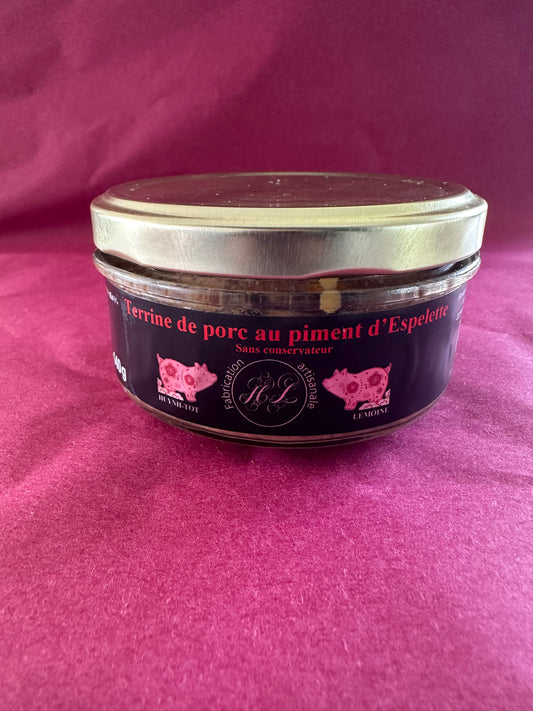 Terrine de porc au piment d'Espelette
Sans conservateur
Fabrication artisanale
HL
HUYNH-TOT
LEMOINE